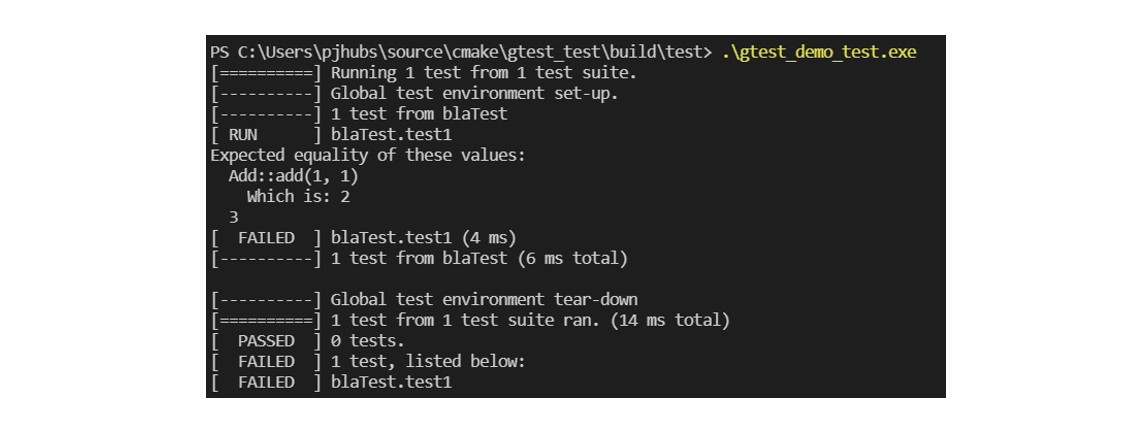 PS C:\Users\pjhubs\source\cmake\gtest_test\build\test> .\gtest_demo_test.exe
[==========] Running 1 test from 1 test suite.
[----------] Global test environment set-up.
[----------] 1 test from blaTest
[ RUN      ] blaTest.test1
Expected equality of these values:
  Add::add(1, 1)
    Which is: 2
  3
[  FAILED  ] blaTest.test1 (4 ms)
[----------] 1 test from blaTest (6 ms total)

[----------] Global test environment tear-down
[==========] 1 test from 1 test suite ran. (14 ms total)
[  PASSED  ] 0 tests.
[  FAILED  ] 1 test, listed below:
[  FAILED  ] blaTest.test1